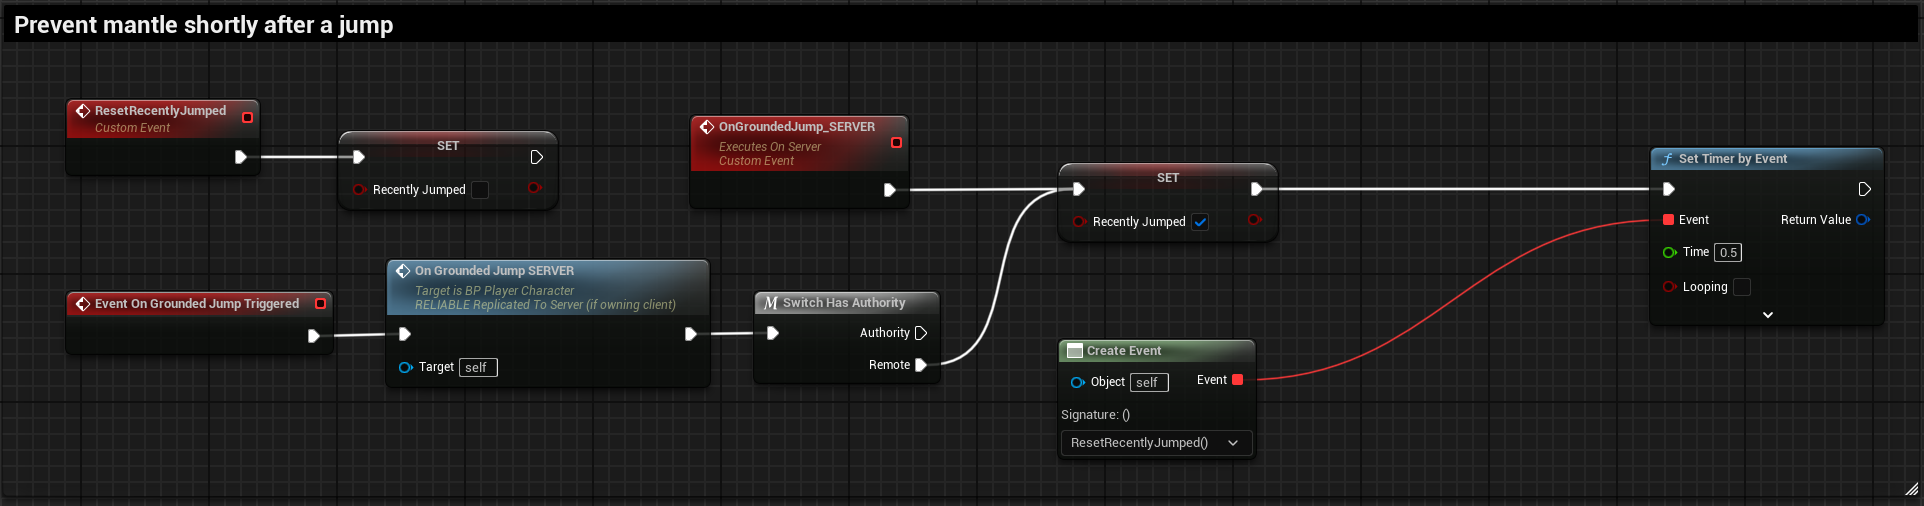 Prevent mantle shortly after a jump
ResetRecentlyJumped
Custom Event
SET
Recently Jumped
OnGroundedJump_SERVER
Executes On Server
Custom Event
SET
Recently Jumped
Set Timer by Event
Event
Return Value
Time 0.5
Looping
Event On Grounded Jump Triggered
On Grounded Jump SERVER
Target is BP Player Character
RELIABLE Replicated To Server (if owning client)
Target self
Switch Has Authority
Authority
Remote
Create Event
Object self
Event
Signature: ()
ResetRecentlyJumped()